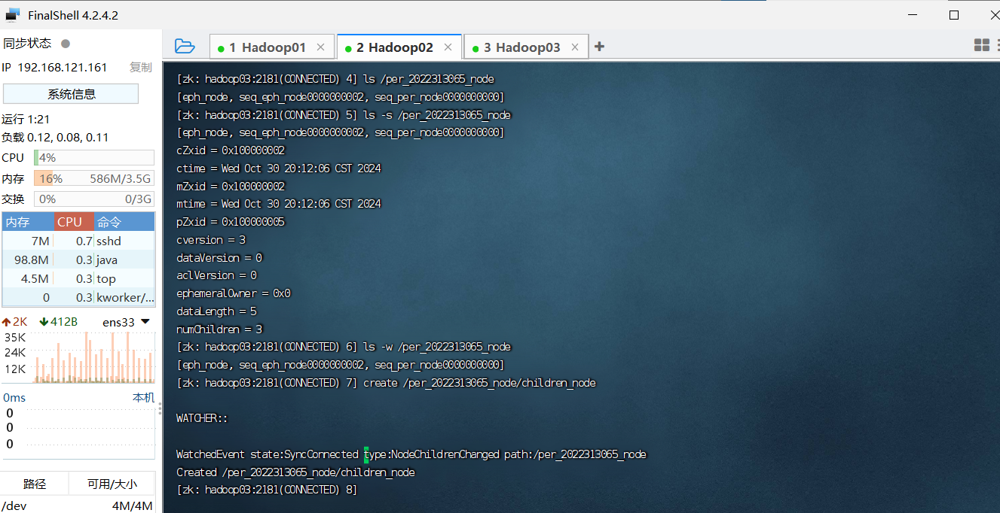 FinalShell 4.2.4.2
同步状态
IP 192.168.121.161 复制
系统信息
运行 1:21
负载 0.12, 0.08, 0.11
CPU 4%
内存 16% 586M/3.5G
交换 0% 0/3G
内存 CPU 命令
7M 0.7 sshd
98.8M 0.3 java
4.5M 0.3 top
0 0.3 kworker/...
2K 412B ens33
35K
24K
12K
0ms 本机
0
0
0
路径 可用/大小
/dev 4M/4M
1 Hadoop01 2 Hadoop02 3 Hadoop03
[zk: hadoop03:2181(CONNECTED) 4] ls /per_2022313065_node
[eph_node, seq_eph_node0000000002, seq_per_node0000000000]
[zk: hadoop03:2181(CONNECTED) 5] ls -s /per_2022313065_node
[eph_node, seq_eph_node0000000002, seq_per_node0000000000]
cZxid = 0x100000002
ctime = Wed Oct 30 20:12:06 CST 2024
mZxid = 0x100000002
mtime = Wed Oct 30 20:12:06 CST 2024
pZxid = 0x100000005
cversion = 3
dataVersion = 0
aclVersion = 0
ephemeralOwner = 0x0
dataLength = 5
numChildren = 3
[zk: hadoop03:2181(CONNECTED) 6] ls -w /per_2022313065_node
[eph_node, seq_eph_node0000000002, seq_per_node0000000000]
[zk: hadoop03:2181(CONNECTED) 7] create /per_2022313065_node/children_node
WATCHER::
WatchedEvent state:SyncConnected type:NodeChildrenChanged path:/per_2022313065_node
Created /per_2022313065_node/children_node
[zk: hadoop03:2181(CONNECTED) 8]